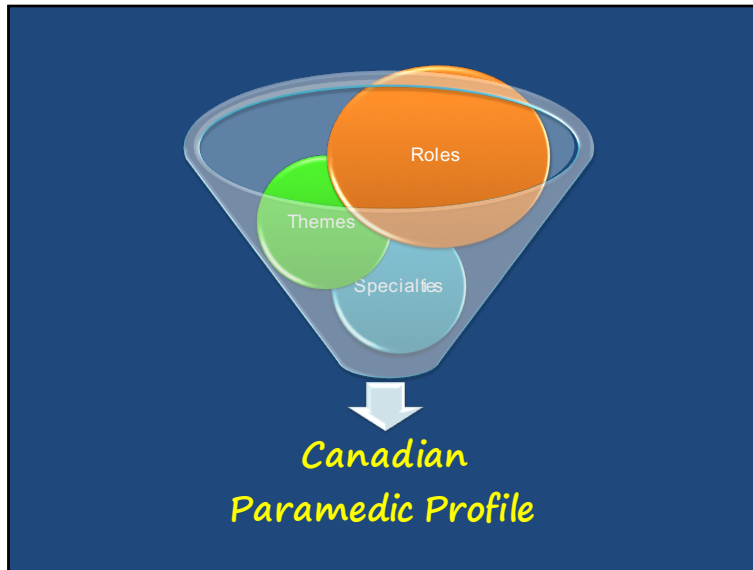 Roles
Themes
Specialties
Canadian
Paramedic Profile